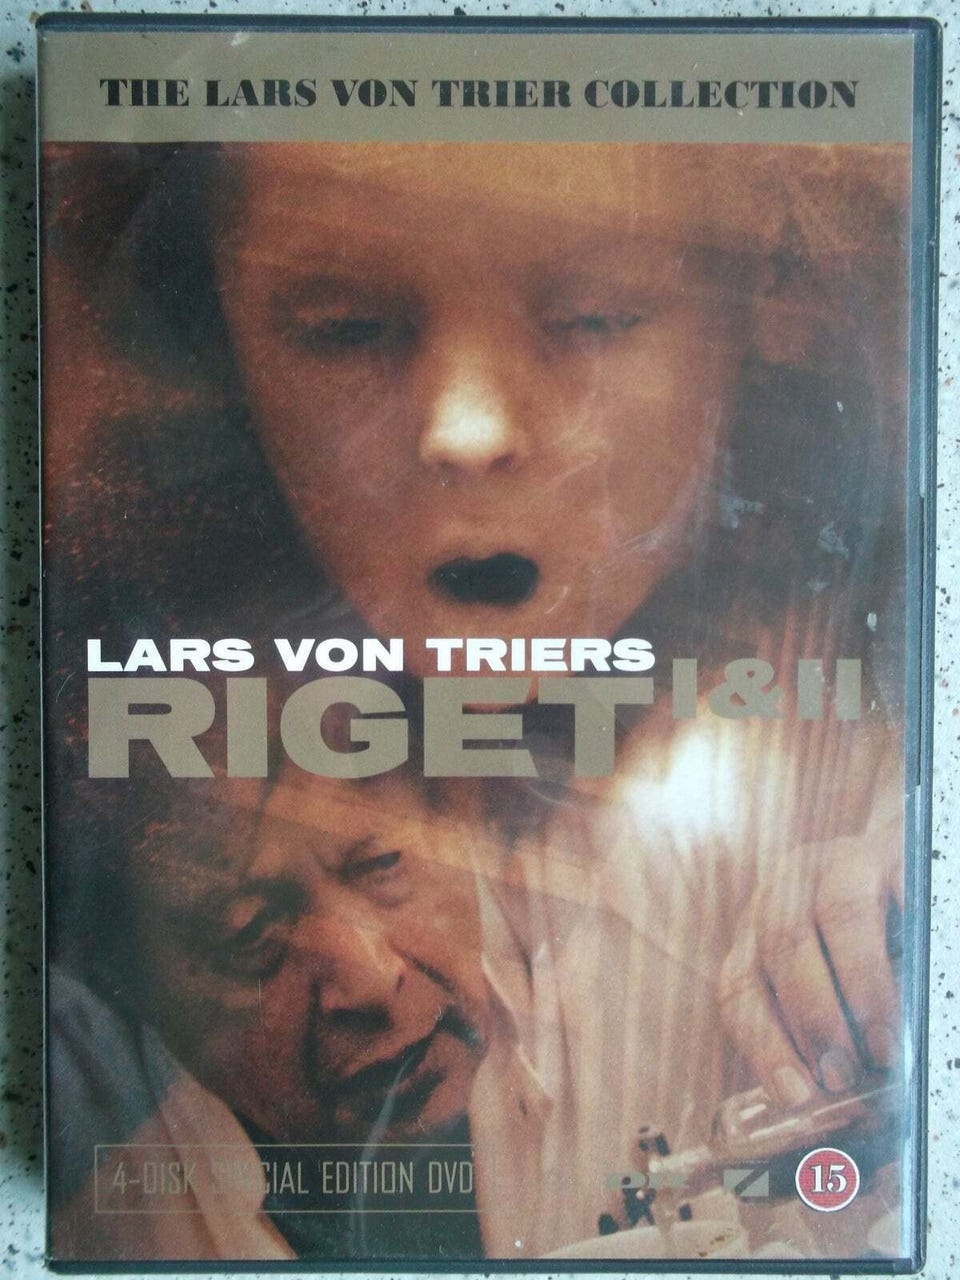 THE LARS VON TRIER COLLECTION
LARS VON TRIERS
RIGET I & II
4-DISK SPECIAL EDITION DVD
15